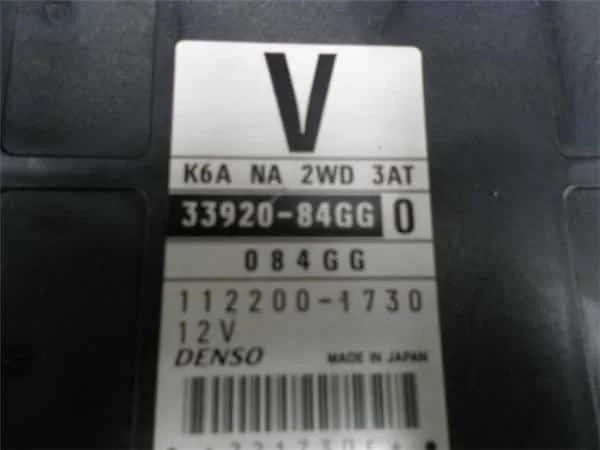 V
K6A NA 2WD 3AT
33920-84GG 0
084GG
112200-1730
12V
DENSO MADE IN JAPAN